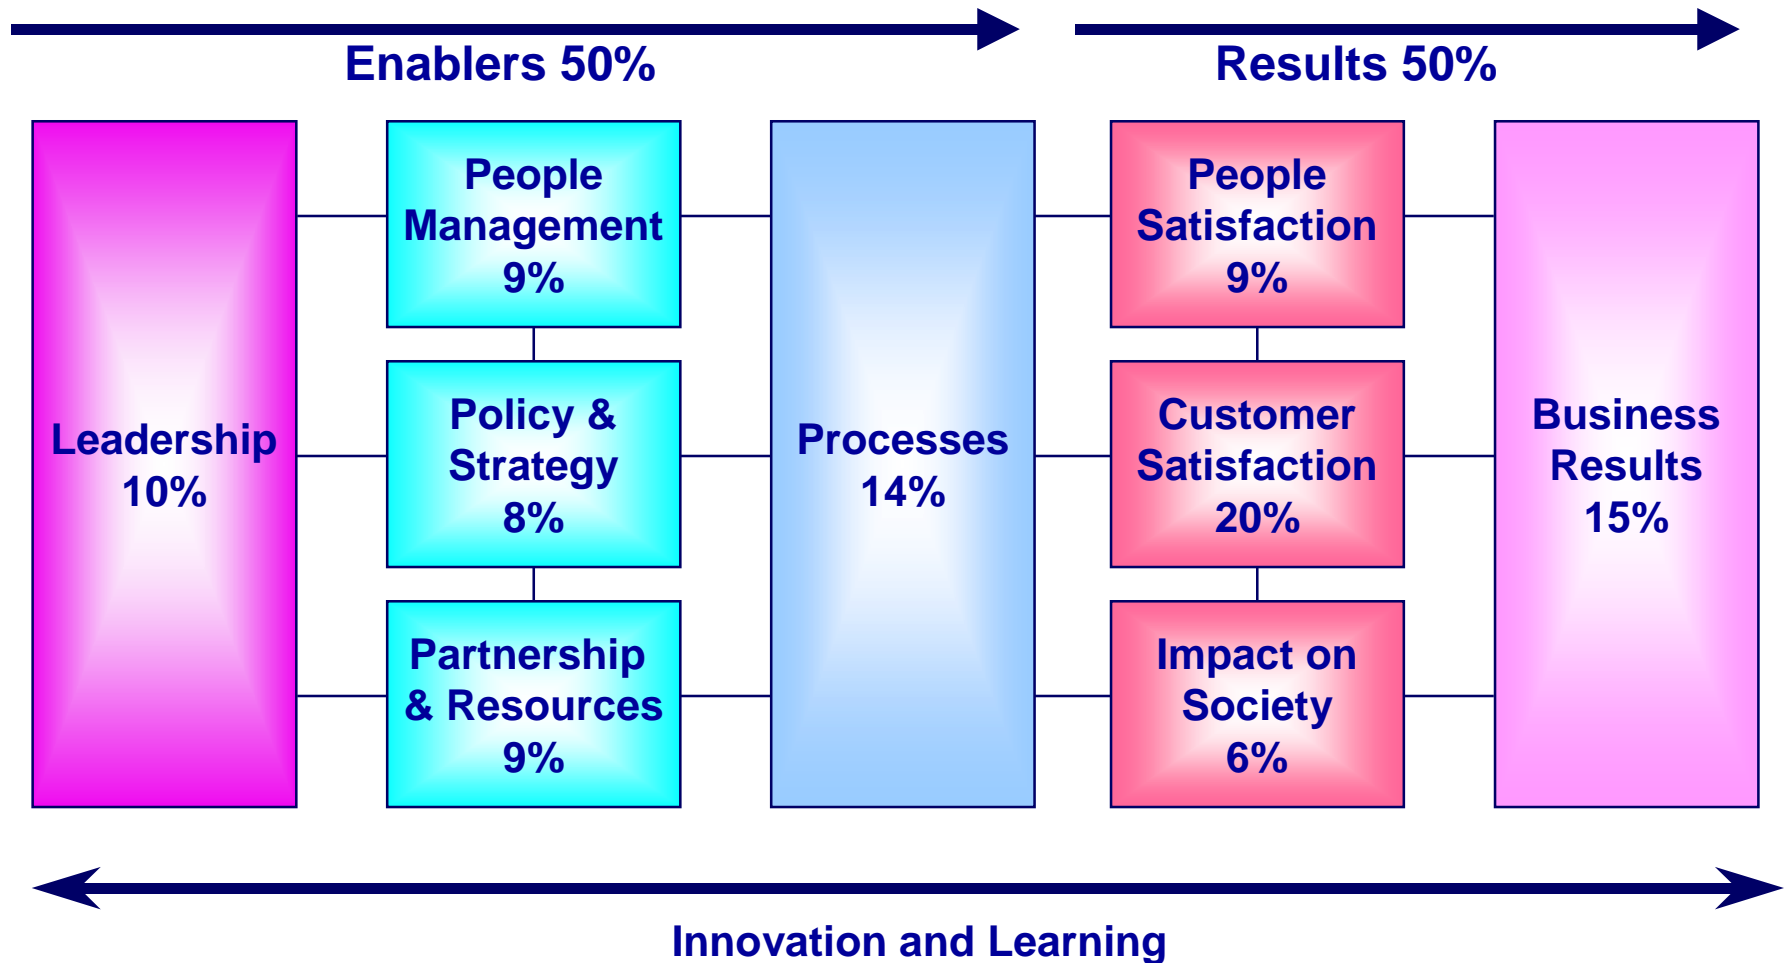 Enablers 50%
Results 50%
Leadership
10%
People
Management
9%
Policy &
Strategy
8%
Partnership
& Resources
9%
Processes
14%
People
Satisfaction
9%
Customer
Satisfaction
20%
Impact on
Society
6%
Business
Results
15%
Innovation and Learning